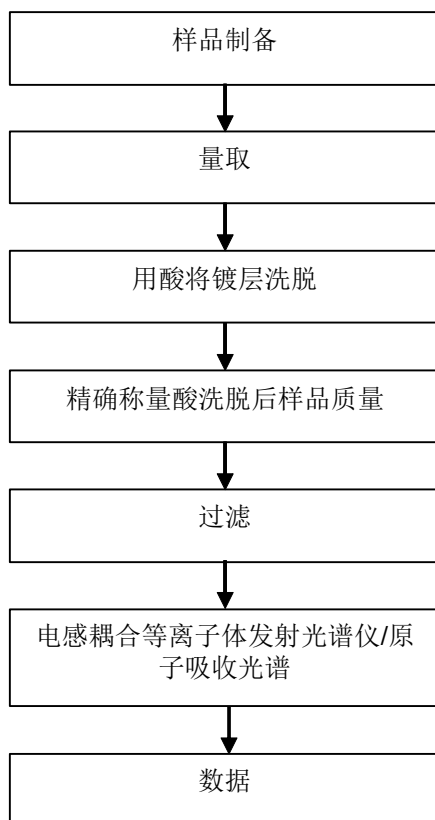 样品制备
量取
用酸将镀层洗脱
精确称量酸洗脱后样品质量
过滤
电感耦合等离子体发射光谱仪/原
子吸收光谱
数据